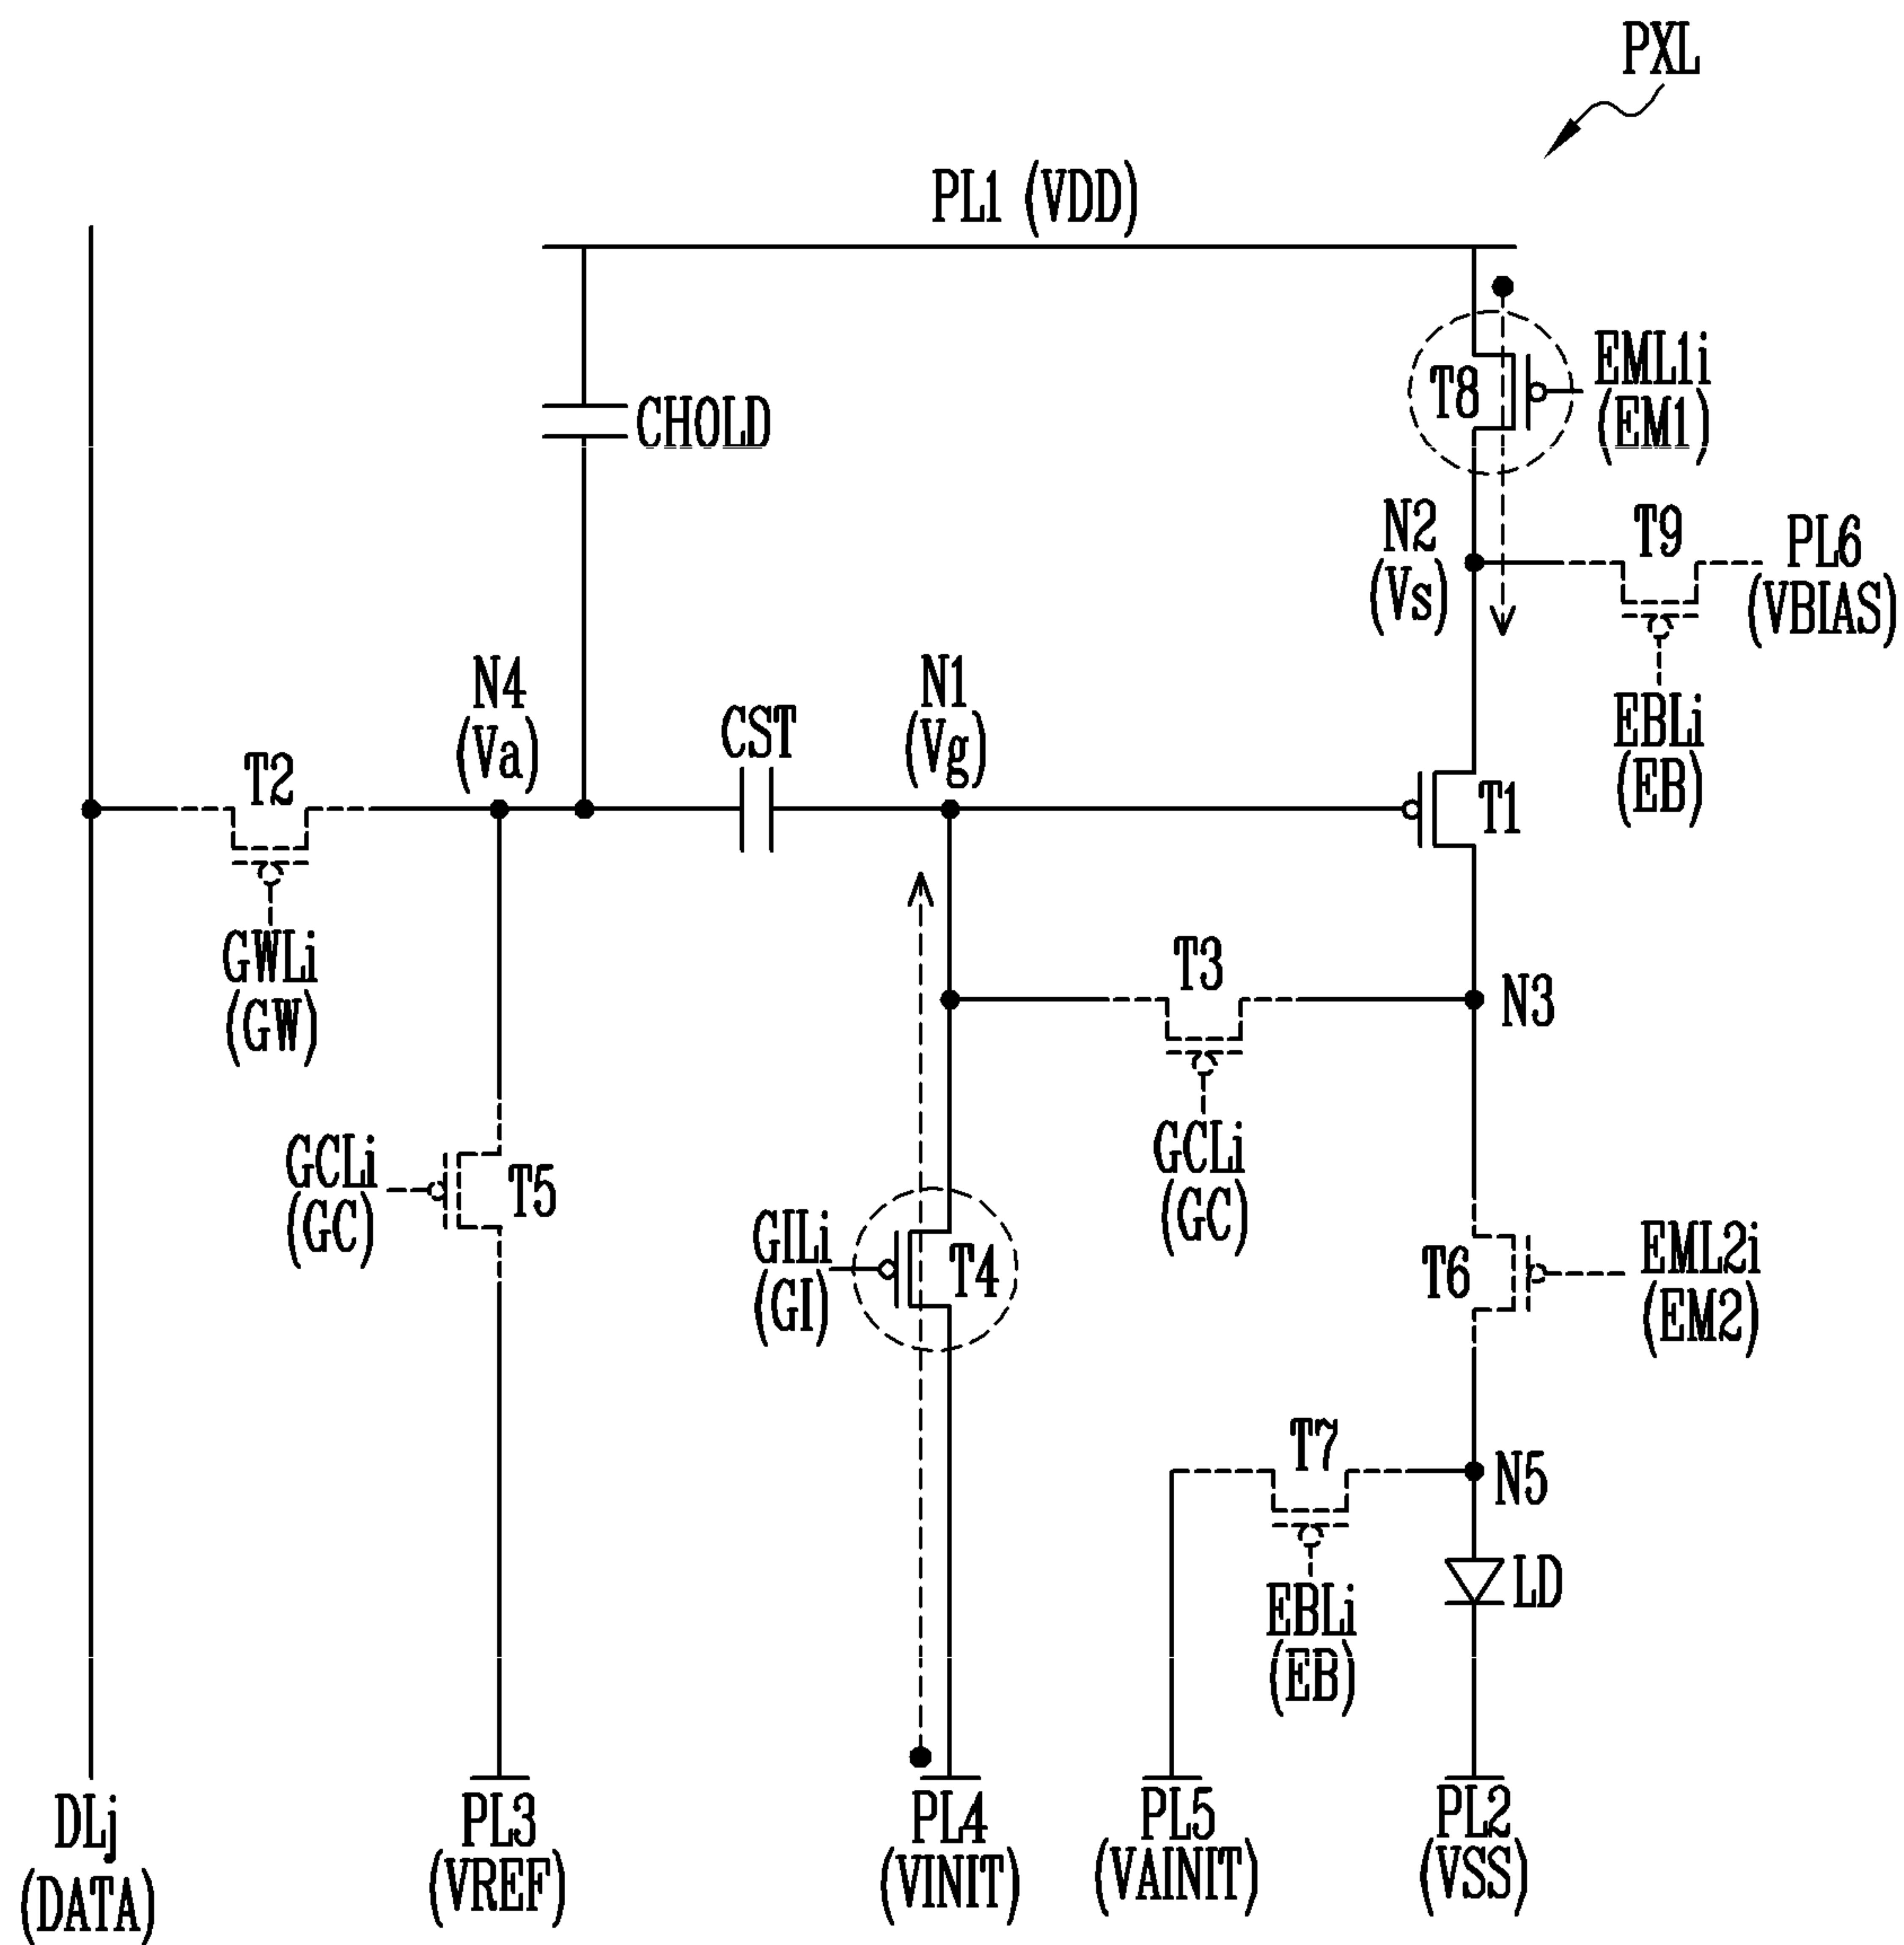 PXL
PL1 (VDD)
EML1i
(EM1)
T8
CHOLD
N2
(Vs)
T9
PL6
(VBIAS)
EBLi
(EB)
N4
(Va)
CST
N1
(Vg)
T2
T1
GWLi
(GW)
T3
N3
GCLi
(GC)
T5
GCLi
(GC)
GILi
(GI)
T4
T6
EML2i
(EM2)
T7
N5
EBLi
(EB)
LD
DLj
(DATA)
PL3
(VREF)
PL4
(VINIT)
PL5
(VAINIT)
PL2
(VSS)